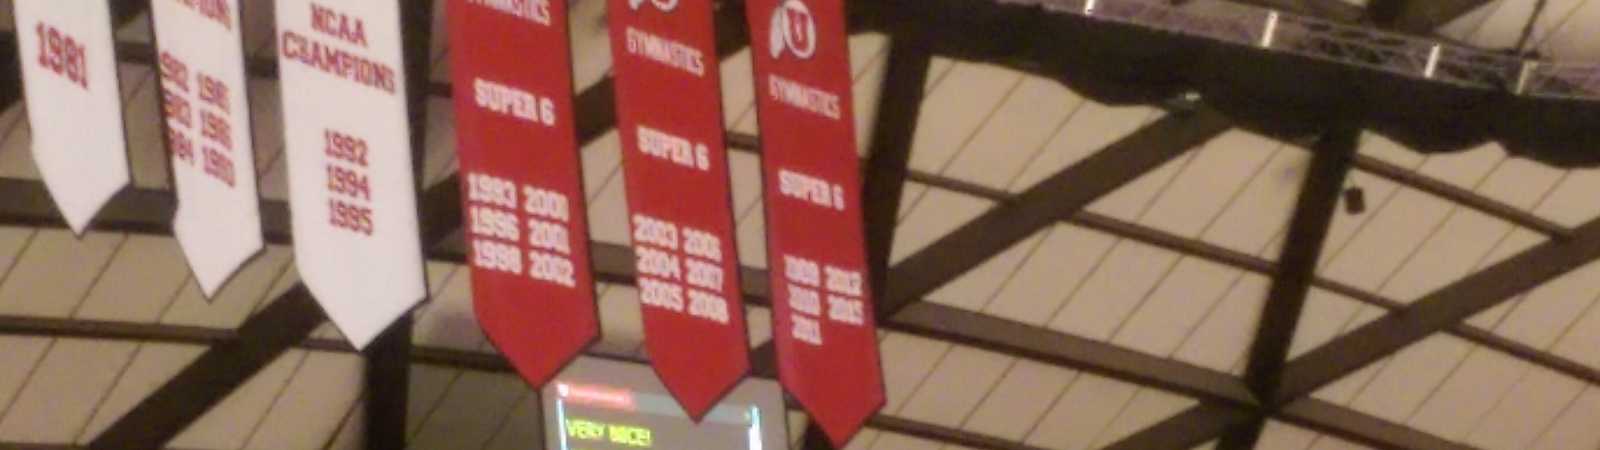 1981
1982 1985
1983 1986
1984 1990
NCAA
CHAMPIONS
1992
1994
1995
GYMNASTICS
SUPER 6
1993 2000
1996 2001
1998 2002
GYMNASTICS
SUPER 6
2003 2006
2004 2007
2005 2008
U
GYMNASTICS
SUPER 6
2009 2012
2010 2015
2011
VERY NICE!